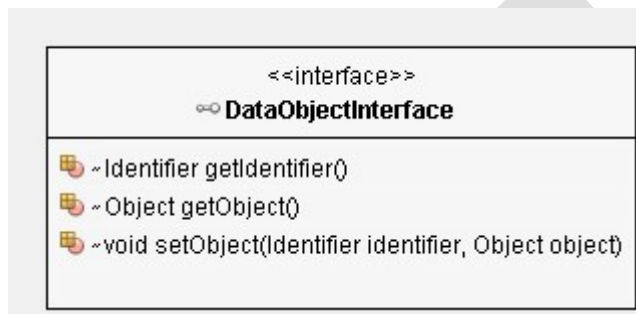 <<interface>>
DataObjectInterface
~Identifier getIdentifier()
~Object getObject()
~void setObject(Identifier identifier, Object object)